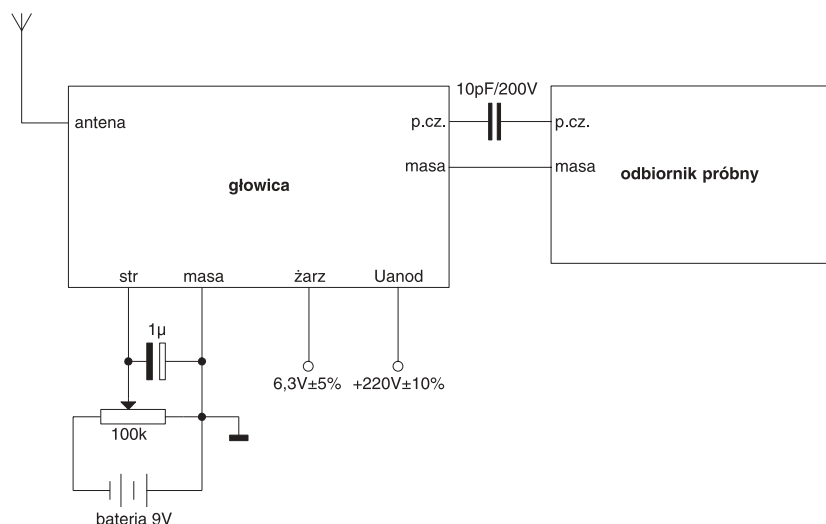 10pF/200V
antena
p.cz.
p.cz.
masa
masa
głowica
odbiornik próbny
str
masa
żarz
Uanod
1µ
6,3V±5%
+220V±10%
100k
bateria 9V